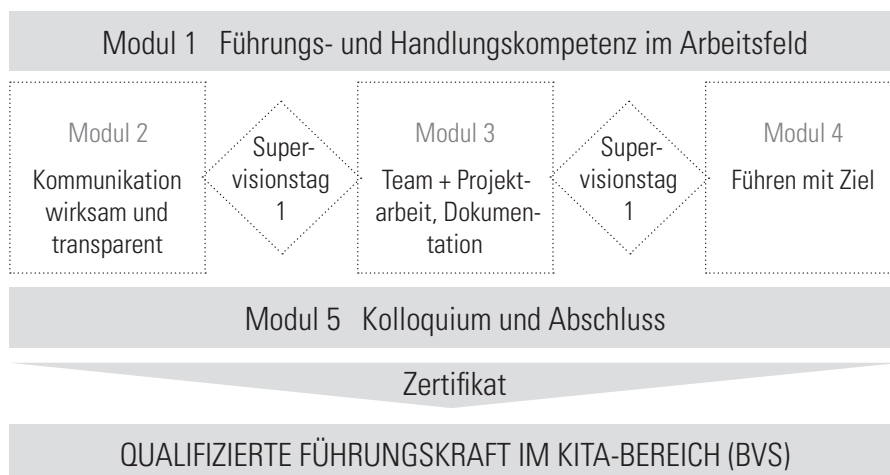 Modul 1 Führungs- und Handlungskompetenz im Arbeitsfeld
Modul 2
Kommunikation
wirksam und
transparent
Super-
visionstag
1
Modul 3
Team + Projekt-
arbeit, Dokumen-
tation
Super-
visionstag
1
Modul 4
Führen mit Ziel
Modul 5 Kolloquium und Abschluss
Zertifikat
QUALIFIZIERTE FÜHRUNGSKRAFT IM KITA-BEREICH (BVS)